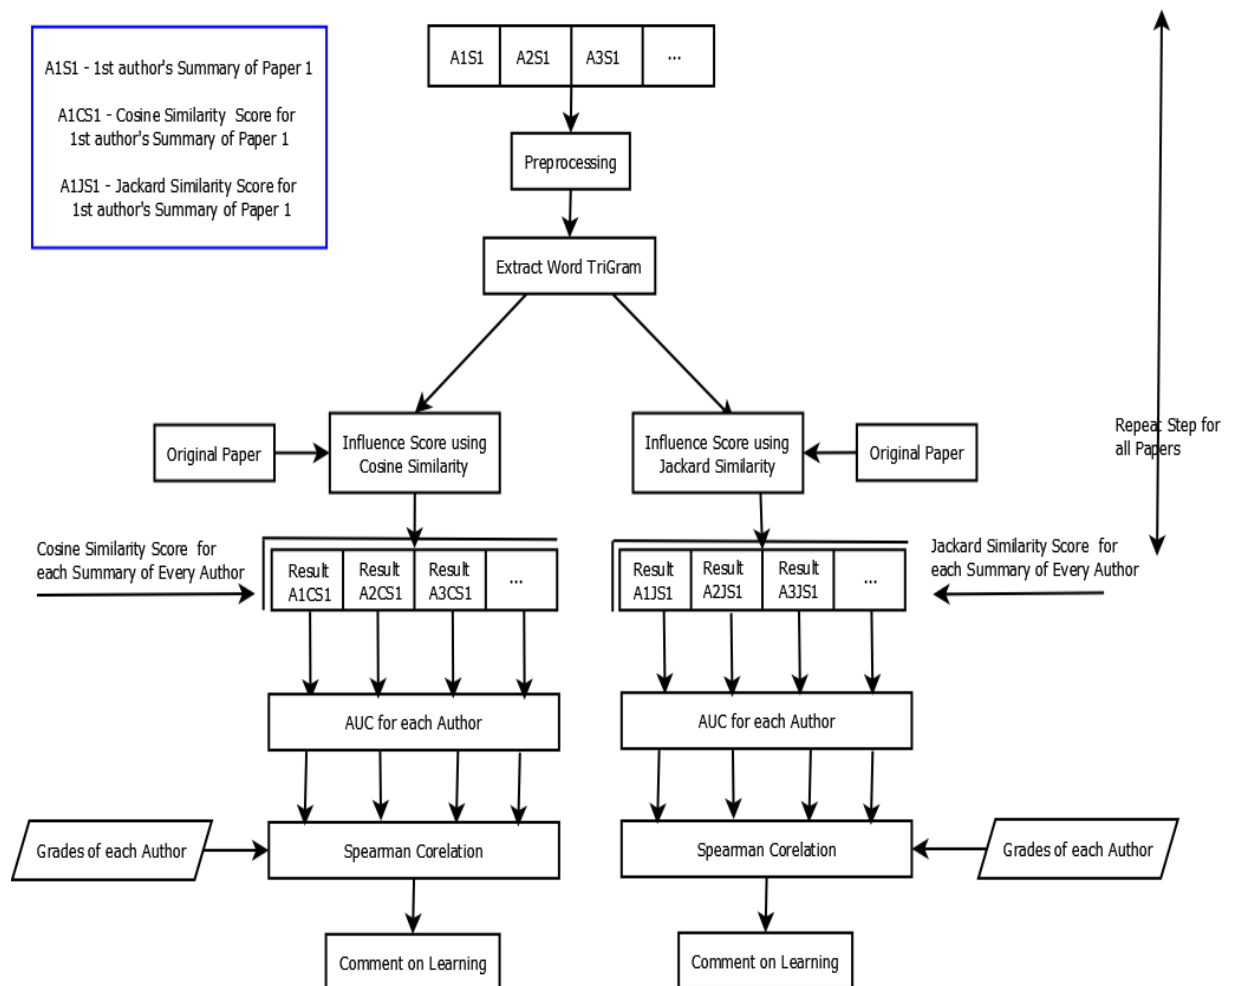 A1S1 - 1st author's Summary of Paper 1
A1CS1 - Cosine Similarity Score for
1st author's Summary of Paper 1
A1JS1 - Jackard Similarity Score for
1st author's Summary of Paper 1
A1S1 A2S1 A3S1 ...
Preprocessing
Extract Word TriGram
Original Paper
Influence Score using
Cosine Similarity
Influence Score using
Jackard Similarity
Original Paper
Repeat Step for
all Papers
Cosine Similarity Score for
each Summary of Every Author
Result Result Result ...
A1CS1 A2CS1 A3CS1
Result Result Result ...
A1JS1 A2JS1 A3JS1
Jackard Similarity Score for
each Summary of Every Author
AUC for each Author
AUC for each Author
Grades of each Author
Spearman Corelation
Spearman Corelation
Grades of each Author
Comment on Learning
Comment on Learning